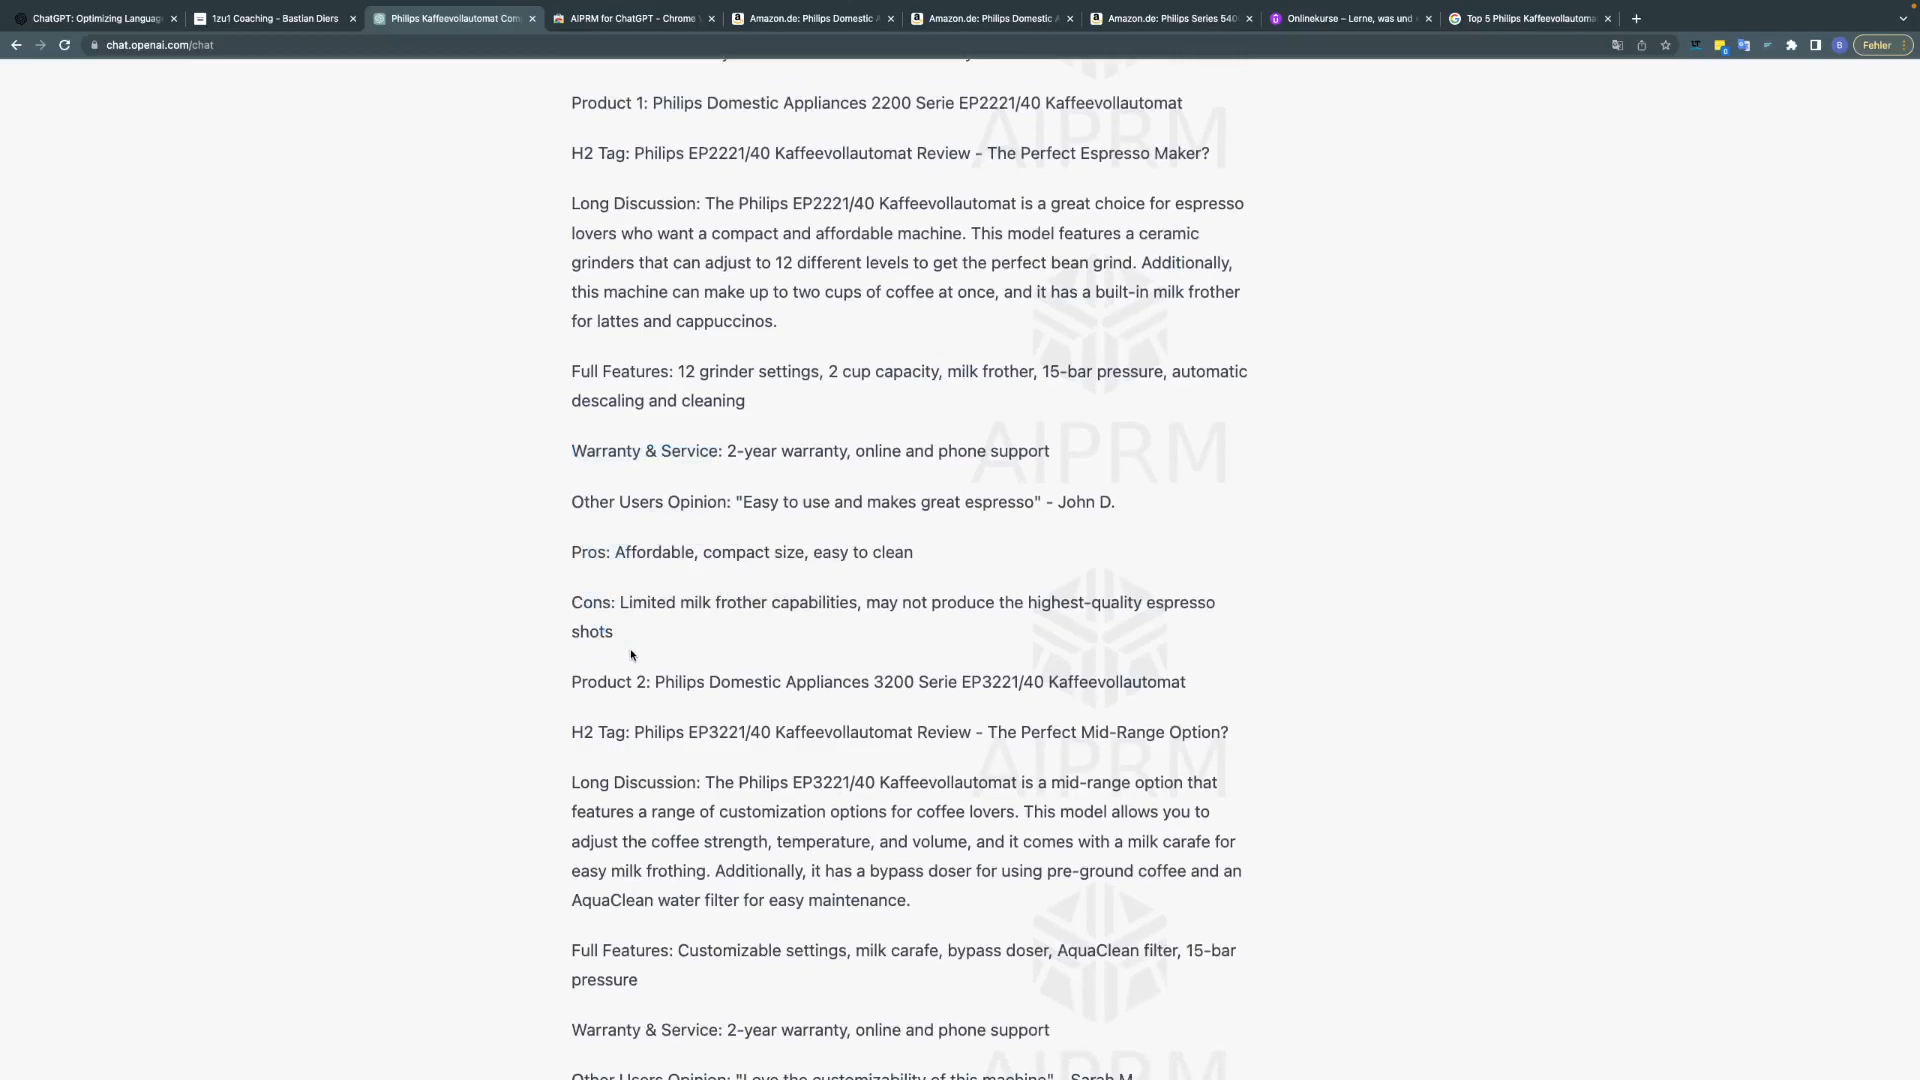 ChatGPT: Optimizing Languag
1zu1 Coaching - Bastian Diers
Philips Kaffeevollautomat Com
AIPRM for ChatGPT - Chrome
Amazon.de: Philips Domestic A
Amazon.de: Philips Domestic A
Amazon.de: Philips Series 540
Onlinekurse – Lerne, was und
Top 5 Philips Kaffeevollautoma
chat.openai.com/chat
B
Fehler
Product 1: Philips Domestic Appliances 2200 Serie EP2221/40 Kaffeevollautomat
H2 Tag: Philips EP2221/40 Kaffeevollautomat Review - The Perfect Espresso Maker?
Long Discussion: The Philips EP2221/40 Kaffeevollautomat is a great choice for espresso
lovers who want a compact and affordable machine. This model features a ceramic
grinders that can adjust to 12 different levels to get the perfect bean grind. Additionally,
this machine can make up to two cups of coffee at once, and it has a built-in milk frother
for lattes and cappuccinos.
Full Features: 12 grinder settings, 2 cup capacity, milk frother, 15-bar pressure, automatic
descaling and cleaning
Warranty & Service: 2-year warranty, online and phone support
Other Users Opinion: "Easy to use and makes great espresso" - John D.
Pros: Affordable, compact size, easy to clean
Cons: Limited milk frother capabilities, may not produce the highest-quality espresso
shots
Product 2: Philips Domestic Appliances 3200 Serie EP3221/40 Kaffeevollautomat
H2 Tag: Philips EP3221/40 Kaffeevollautomat Review - The Perfect Mid-Range Option?
Long Discussion: The Philips EP3221/40 Kaffeevollautomat is a mid-range option that
features a range of customization options for coffee lovers. This model allows you to
adjust the coffee strength, temperature, and volume, and it comes with a milk carafe for
easy milk frothing. Additionally, it has a bypass doser for using pre-ground coffee and an
AquaClean water filter for easy maintenance.
Full Features: Customizable settings, milk carafe, bypass doser, AquaClean filter, 15-bar
pressure
Warranty & Service: 2-year warranty, online and phone support
Other Users Opinion: "Love the customizability of this machine" - Sarah M.
AIPRM
AIPRM
AIPRM
AIPRM